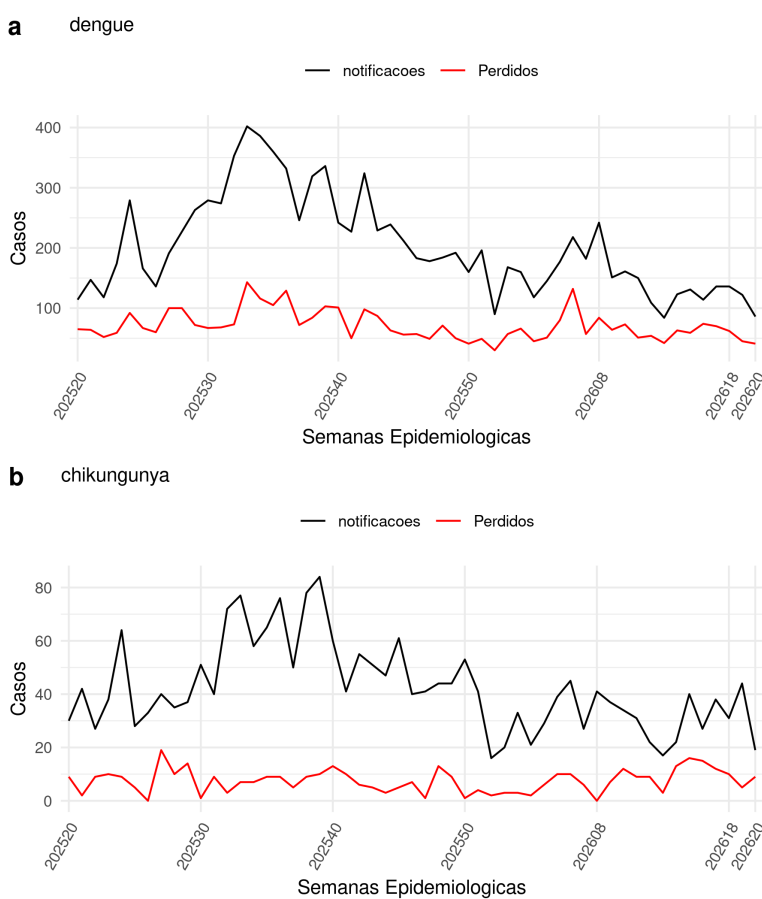 a dengue
notificacoes Perdidos
400
300
200
100
Casos
202520 202530 202540 202550 202608 202618 202620
Semanas Epidemiologicas
b chikungunya
notificacoes Perdidos
80
60
40
20
0
Casos
202520 202530 202540 202550 202608 202618 202620
Semanas Epidemiologicas